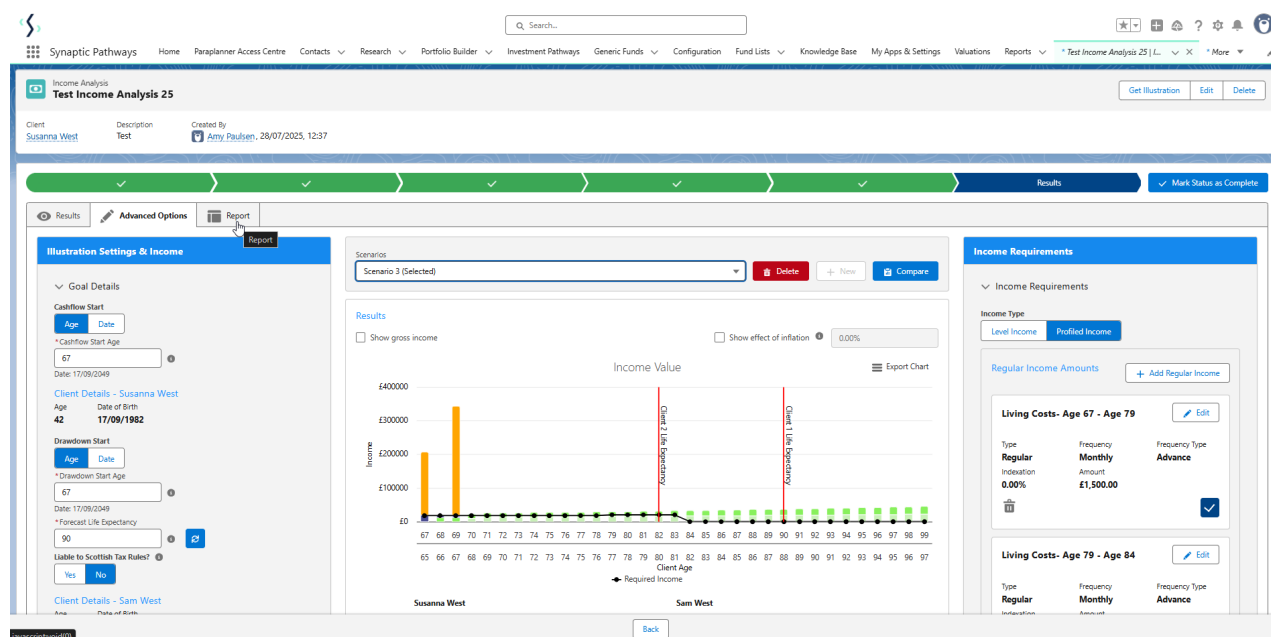 Search...
Synaptic Pathways Home Paraplanner Access Centre Contacts Research Portfolio Builder Investment Pathways Generic Funds Configuration Fund Lists Knowledge Base My Apps & Settings Valuations Reports * Test Income Analysis 25 | I... * More
Income Analysis
Test Income Analysis 25
Get Illustration Edit Delete
Client Description Created By
Susanna West Test Amy Paulsen, 28/07/2025, 12:37
Results Mark Status as Complete
Results Advanced Options Report
Report
Illustration Settings & Income
Goal Details
Cashflow Start
Age Date
* Cashflow Start Age
67
Date: 17/09/2049
Client Details - Susanna West
Age Date of Birth
42 17/09/1982
Drawdown Start
Age Date
* Drawdown Start Age
67
Date: 17/09/2049
* Forecast Life Expectancy
90
Liable to Scottish Tax Rules?
Yes No
Client Details - Sam West
Age Date of Birth
Scenarios
Scenario 3 (Selected)
Delete + New Compare
Results
Show gross income Show effect of inflation 0.00%
Income Value
Export Chart
Income
£400000
£300000
£200000
£100000
£0
Client 2 Life Expectancy
Client 1 Life Expectancy
67 68 69 70 71 72 73 74 75 76 77 78 79 80 81 82 83 84 85 86 87 88 89 90 91 92 93 94 95 96 97 98 99
65 66 67 68 69 70 71 72 73 74 75 76 77 78 79 80 81 82 83 84 85 86 87 88 89 90 91 92 93 94 95 96 97
Client Age
Required Income
Susanna West Sam West
Income Requirements
Income Requirements
Income Type
Level Income Profiled Income
Regular Income Amounts + Add Regular Income
Living Costs- Age 67 - Age 79 Edit
Type Frequency Frequency Type
Regular Monthly Advance
Indexation Amount
0.00% £1,500.00
Living Costs- Age 79 - Age 84 Edit
Type Frequency Frequency Type
Regular Monthly Advance
Indexation Amount
Back
javascript:void(0)